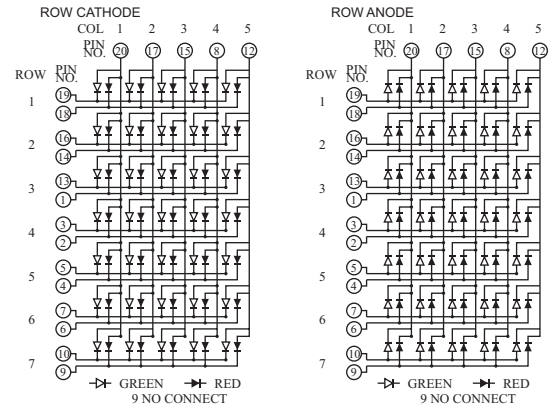 ROW CATHODE
COL 1 2 3 4 5
PIN NO. 20 17 15 8 12
ROW PIN NO.
1 19 18
2 16 14
3 13 1
4 3 2
5 5 4
6 7 6
7 10 9
GREEN RED
9 NO CONNECT
ROW ANODE
COL 1 2 3 4 5
PIN NO. 20 17 15 8 12
ROW PIN NO.
1 19 18
2 16 14
3 13 1
4 3 2
5 5 4
6 7 6
7 10 9
GREEN RED
9 NO CONNECT